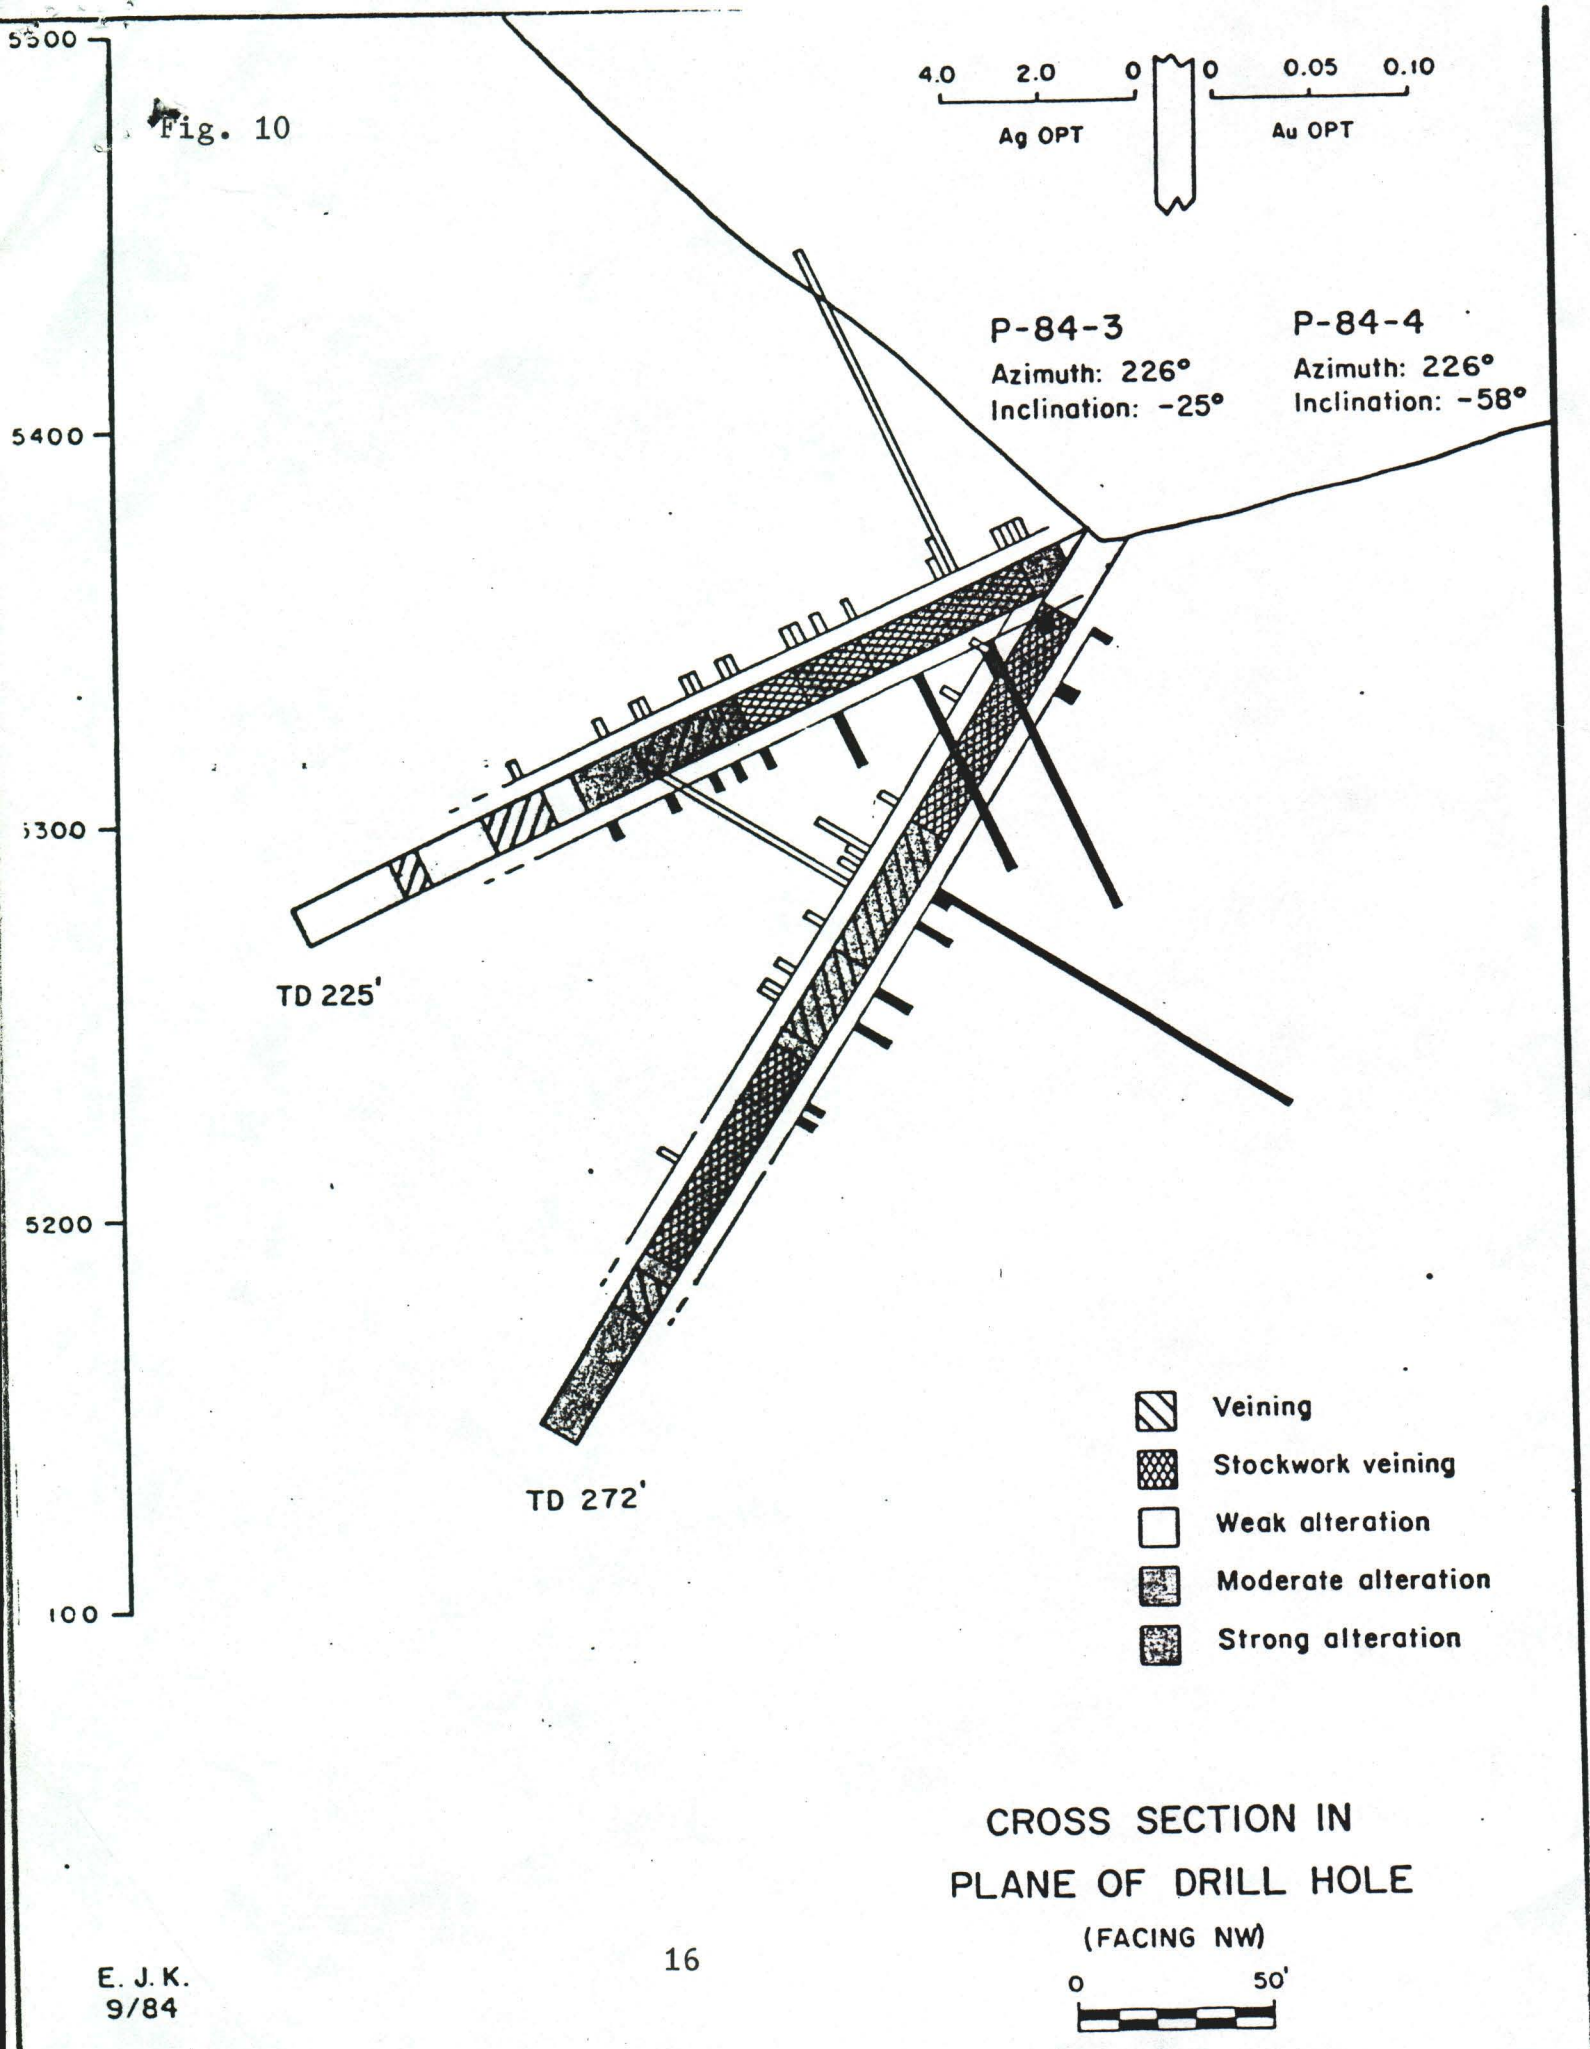 5500
Fig. 10
4.0 2.0 0 0 0.05 0.10
Ag OPT Au OPT
P-84-3
Azimuth: 226°
Inclination: -25°
P-84-4
Azimuth: 226°
Inclination: -58°
5400
5300
TD 225'
5200
TD 272'
100
Veining
Stockwork veining
Weak alteration
Moderate alteration
Strong alteration
CROSS SECTION IN
PLANE OF DRILL HOLE
(FACING NW)
0 50'
16
E. J. K.
9/84